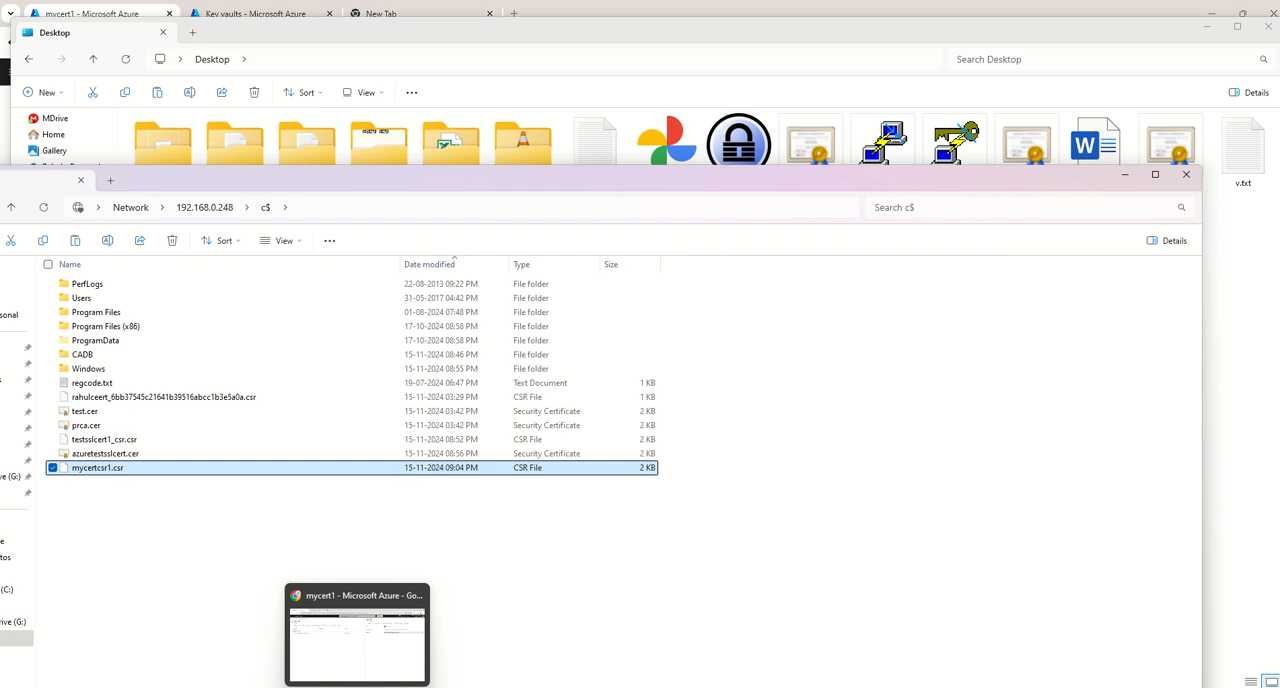 mycert1 - Microsoft Azure
Key vaults - Microsoft Azure
New Tab
Desktop
Desktop
Search Desktop
New
Sort
View
Details
MDrive
Home
Gallery
W
v.txt
Network
192.168.0.248
c$
Search c$
Sort
View
Details
Name Date modified Type Size
PerfLogs 22-08-2013 09:22 PM File folder
Users 31-05-2017 04:42 PM File folder
Program Files 01-08-2024 07:48 PM File folder
Program Files (x86) 17-10-2024 08:58 PM File folder
ProgramData 17-10-2024 08:58 PM File folder
CADB 15-11-2024 08:46 PM File folder
Windows 15-11-2024 08:55 PM File folder
regcode.txt 19-07-2024 06:47 PM Text Document 1 KB
rahulceert_6bb37545c21641b39516abcc1b3e5a0a.csr 15-11-2024 03:29 PM CSR File 1 KB
test.cer 15-11-2024 03:42 PM Security Certificate 2 KB
prca.cer 15-11-2024 03:42 PM Security Certificate 2 KB
testsslcert1_csr.csr 15-11-2024 08:52 PM CSR File 2 KB
azuretestsslcert.cer 15-11-2024 08:56 PM Security Certificate 2 KB
mycertcsr1.csr 15-11-2024 09:04 PM CSR File 2 KB
sonal
ve (G:)
tos
(C:)
rive (G:)
mycert1 - Microsoft Azure - Go...